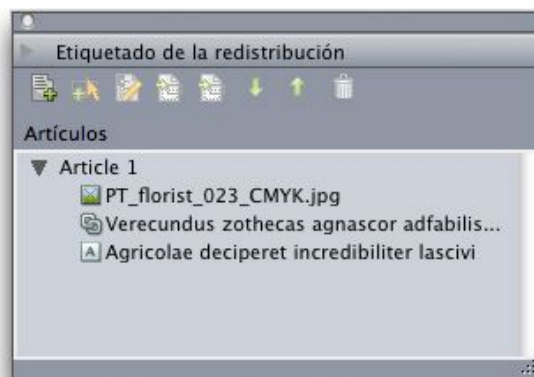 Etiquetado de la redistribución
Artículos
Article 1
PT_florist_023_CMYK.jpg
Verecundus zothecas agnascor adfabilis...
A Agricolae deciperet incredibiliter lascivi